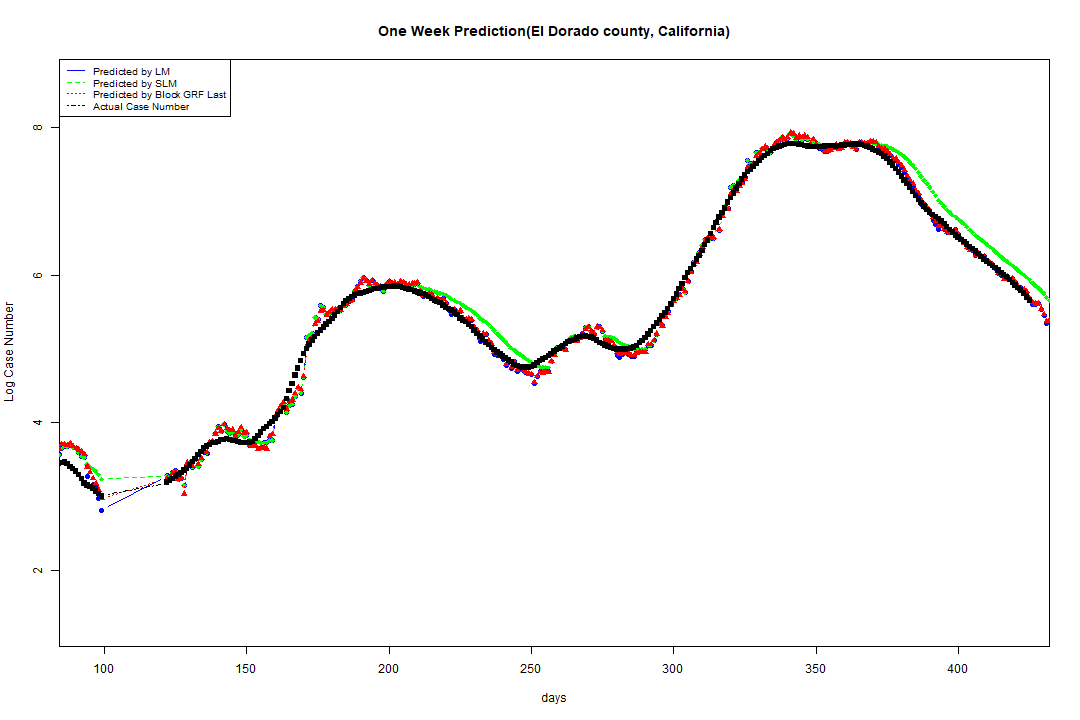 One Week Prediction(El Dorado county, California)
Predicted by LM
Predicted by SLM
Predicted by Block GRF Last
Actual Case Number
8
6
4
2
Log Case Number
100 150 200 250 300 350 400
days